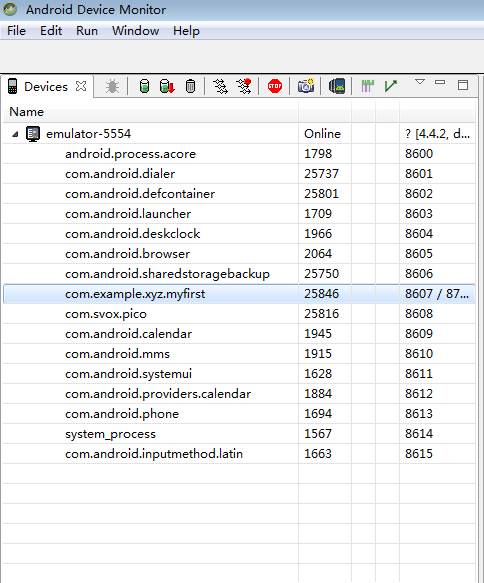 Android Device Monitor
File Edit Run Window Help
Devices
Name
emulator-5554 Online ? [4.4.2, d...
android.process.acore 1798 8600
com.android.dialer 25737 8601
com.android.defcontainer 25801 8602
com.android.launcher 1709 8603
com.android.deskclock 1966 8604
com.android.browser 2064 8605
com.android.sharedstoragebackup 25750 8606
com.example.xyz.myfirst 25846 8607 / 87...
com.svox.pico 25816 8608
com.android.calendar 1945 8609
com.android.mms 1915 8610
com.android.systemui 1628 8611
com.android.providers.calendar 1884 8612
com.android.phone 1694 8613
system_process 1567 8614
com.android.inputmethod.latin 1663 8615